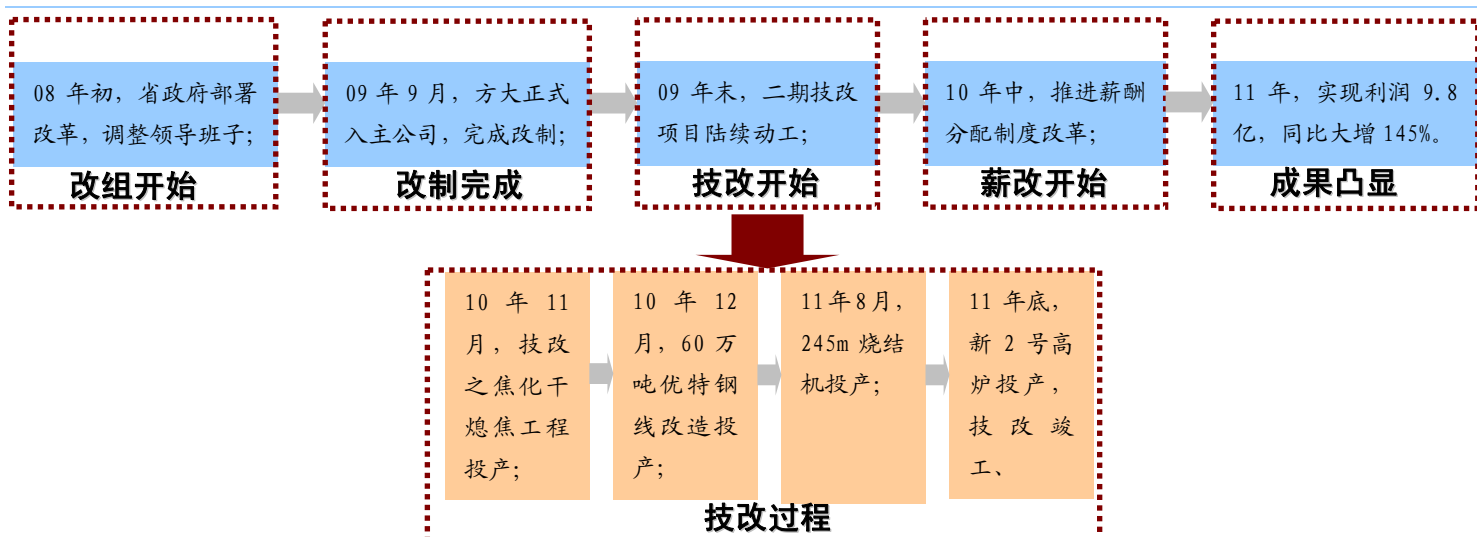 08 年初，省政府部署
改革，调整领导班子；
改组开始
09 年 9 月，方大正式
入主公司，完成改制；
改制完成
09 年末，二期技改
项目陆续动工；
技改开始
10 年中，推进薪酬
分配制度改革；
薪改开始
11 年，实现利润 9.8
亿，同比大增 145%。
成果凸显
10 年 11
月，技改
之焦化干
熄焦工程
投产；
10 年 12
月，60 万
吨优特钢
线改造投
产；
11 年 8 月，
245m 烧结
机投产；
11 年底，
新 2 号高
炉投产，
技改竣
工、
技改过程